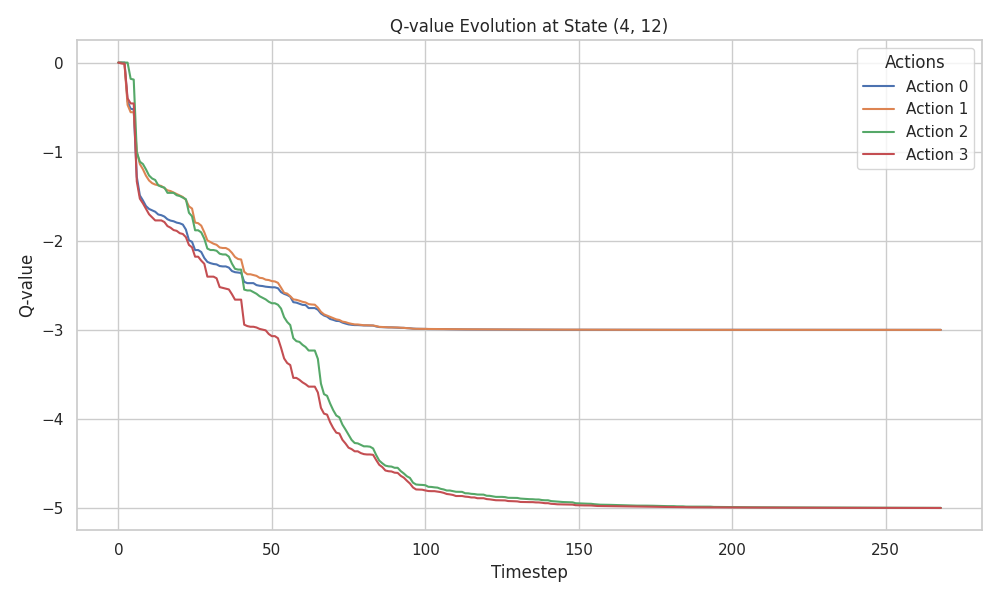 Q-value Evolution at State (4, 12)
Actions
Action 0
Action 1
Action 2
Action 3
Q-value
0
−1
−2
−3
−4
−5
0 50 100 150 200 250
Timestep